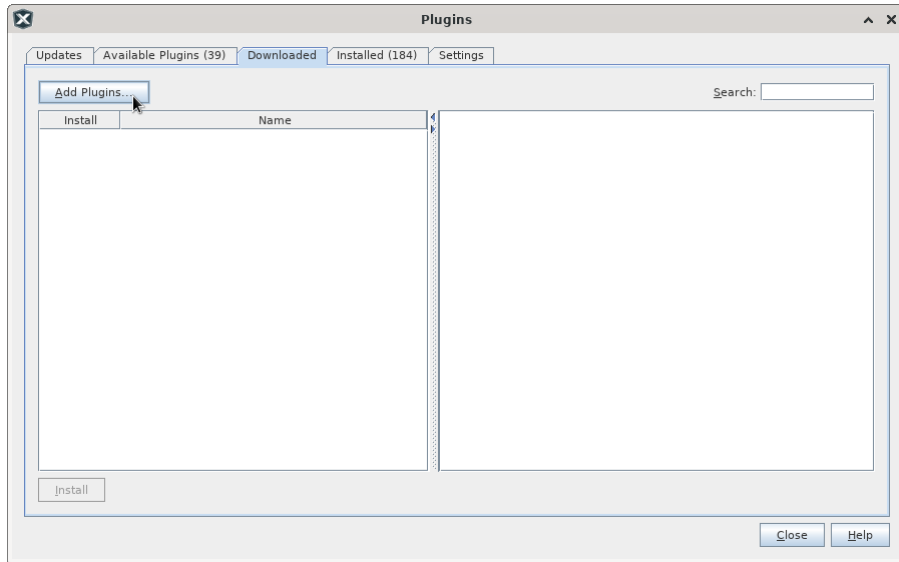 Plugins
Updates Available Plugins (39) Downloaded Installed (184) Settings
Add Plugins... Search:
Install Name
Install
Close Help